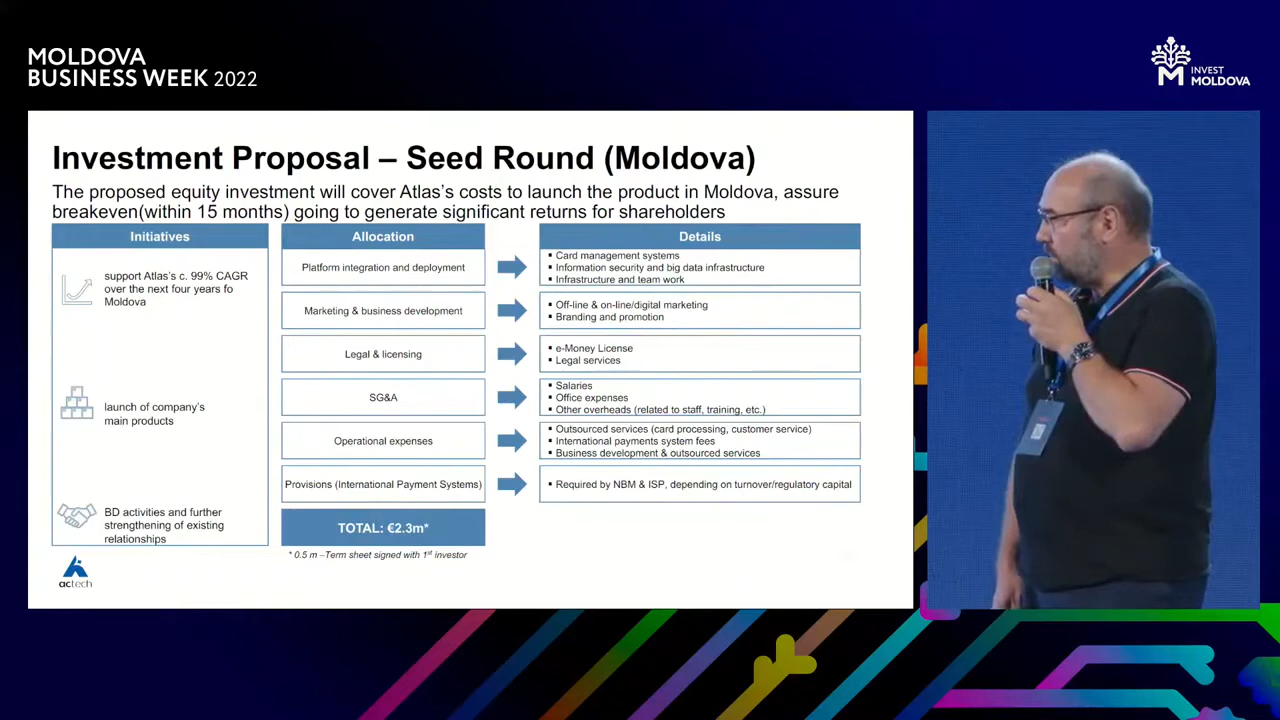 MOLDOVA
BUSINESS WEEK 2022
INVEST
MOLDOVA
Investment Proposal – Seed Round (Moldova)
The proposed equity investment will cover Atlas's costs to launch the product in Moldova, assure
breakeven(within 15 months) going to generate significant returns for shareholders
Initiatives
support Atlas's c. 99% CAGR
over the next four years fo
Moldova
launch of company's
main products
BD activities and further
strengthening of existing
relationships
Allocation
Platform integration and deployment
Marketing & business development
Legal & licensing
SG&A
Operational expenses
Provisions (International Payment Systems)
TOTAL: €2.3m*
* 0.5 m –Term sheet signed with 1st investor
Details
▪ Card management systems
▪ Information security and big data infrastructure
▪ Infrastructure and team work
▪ Off-line & on-line/digital marketing
▪ Branding and promotion
▪ e-Money License
▪ Legal services
▪ Salaries
▪ Office expenses
▪ Other overheads (related to staff, training, etc.)
▪ Outsourced services (card processing, customer service)
▪ International payments system fees
▪ Business development & outsourced services
▪ Required by NBM & ISP, depending on turnover/regulatory capital
actech